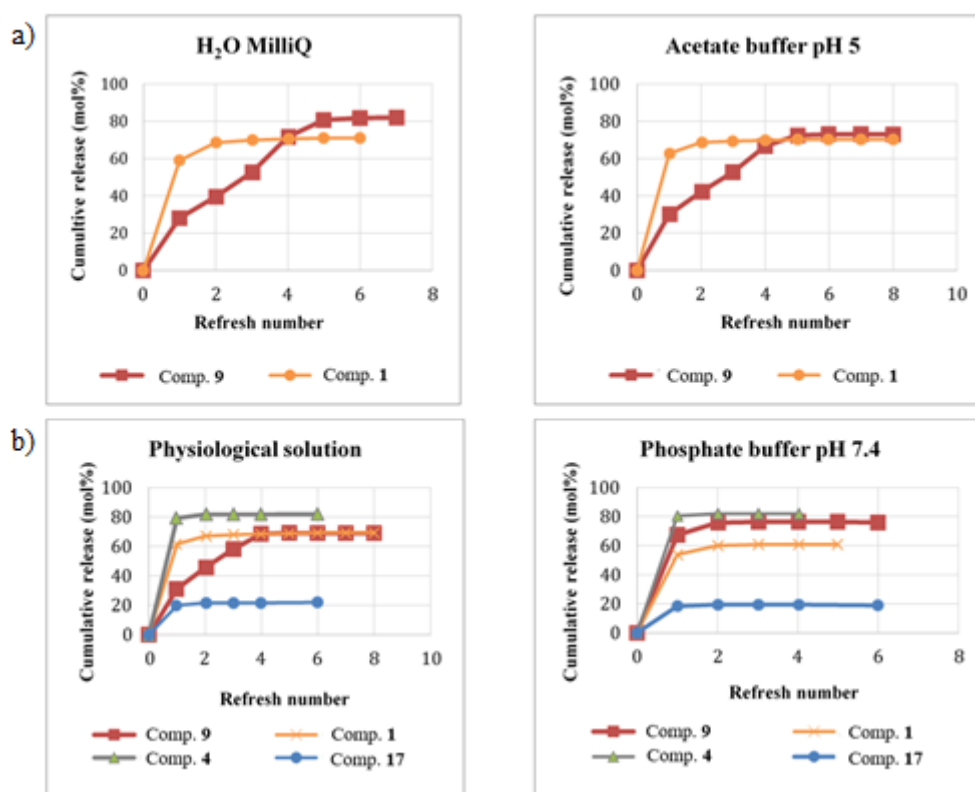 a)
H₂O MilliQ
Cumultive release (mol%)
100
80
60
40
20
0
0 2 4 6 8
Refresh number
Comp. 9 Comp. 1
Acetate buffer pH 5
Cumulative release (mol%)
100
80
60
40
20
0
0 2 4 6 8 10
Refresh number
Comp. 9 Comp. 1
b)
Physiological solution
Cumulative release (mol%)
100
80
60
40
20
0
0 2 4 6 8 10
Refresh number
Comp. 9 Comp. 1
Comp. 4 Comp. 17
Phosphate buffer pH 7.4
Cumulative release (mol%)
100
80
60
40
20
0
0 2 4 6 8
Refresh number
Comp. 9 Comp. 1
Comp. 4 Comp. 17